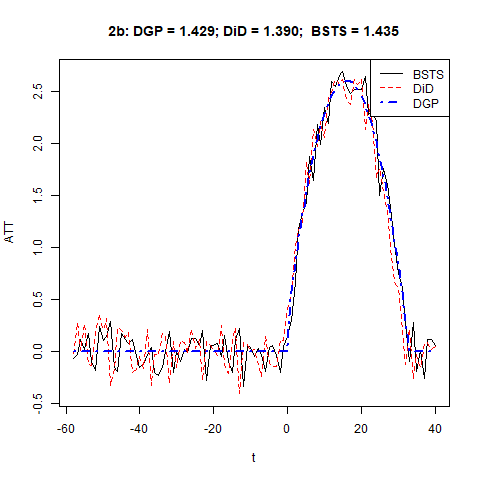 2b: DGP = 1.429; DiD = 1.390;  BSTS = 1.435
BSTS
DiD
DGP
ATT
2.5
2.0
1.5
1.0
0.5
0.0
-0.5
-60 -40 -20 0 20 40
t